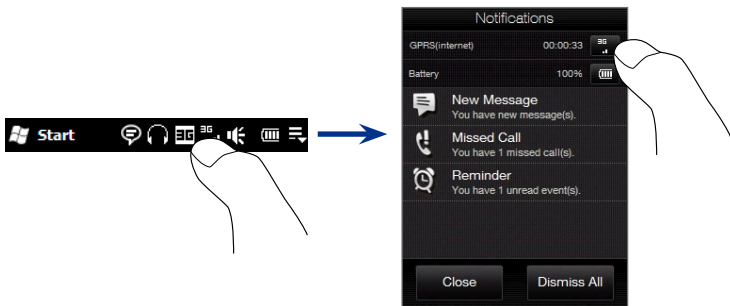 Start
3G
3G
Notifications
GPRS(internet) 00:00:33 3G
Battery 100%
New Message
You have new message(s).
Missed Call
You have 1 missed call(s).
Reminder
You have 1 unread event(s).
Close Dismiss All